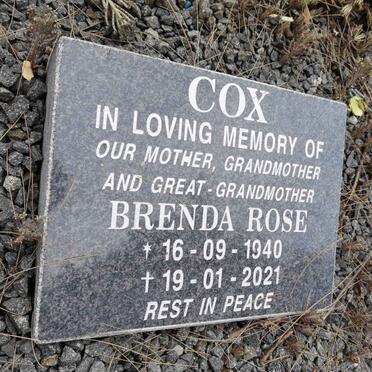 COX
IN LOVING MEMORY OF
OUR MOTHER, GRANDMOTHER
AND GREAT-GRANDMOTHER
BRENDA ROSE
* 16-09-1940
† 19-01-2021
REST IN PEACE